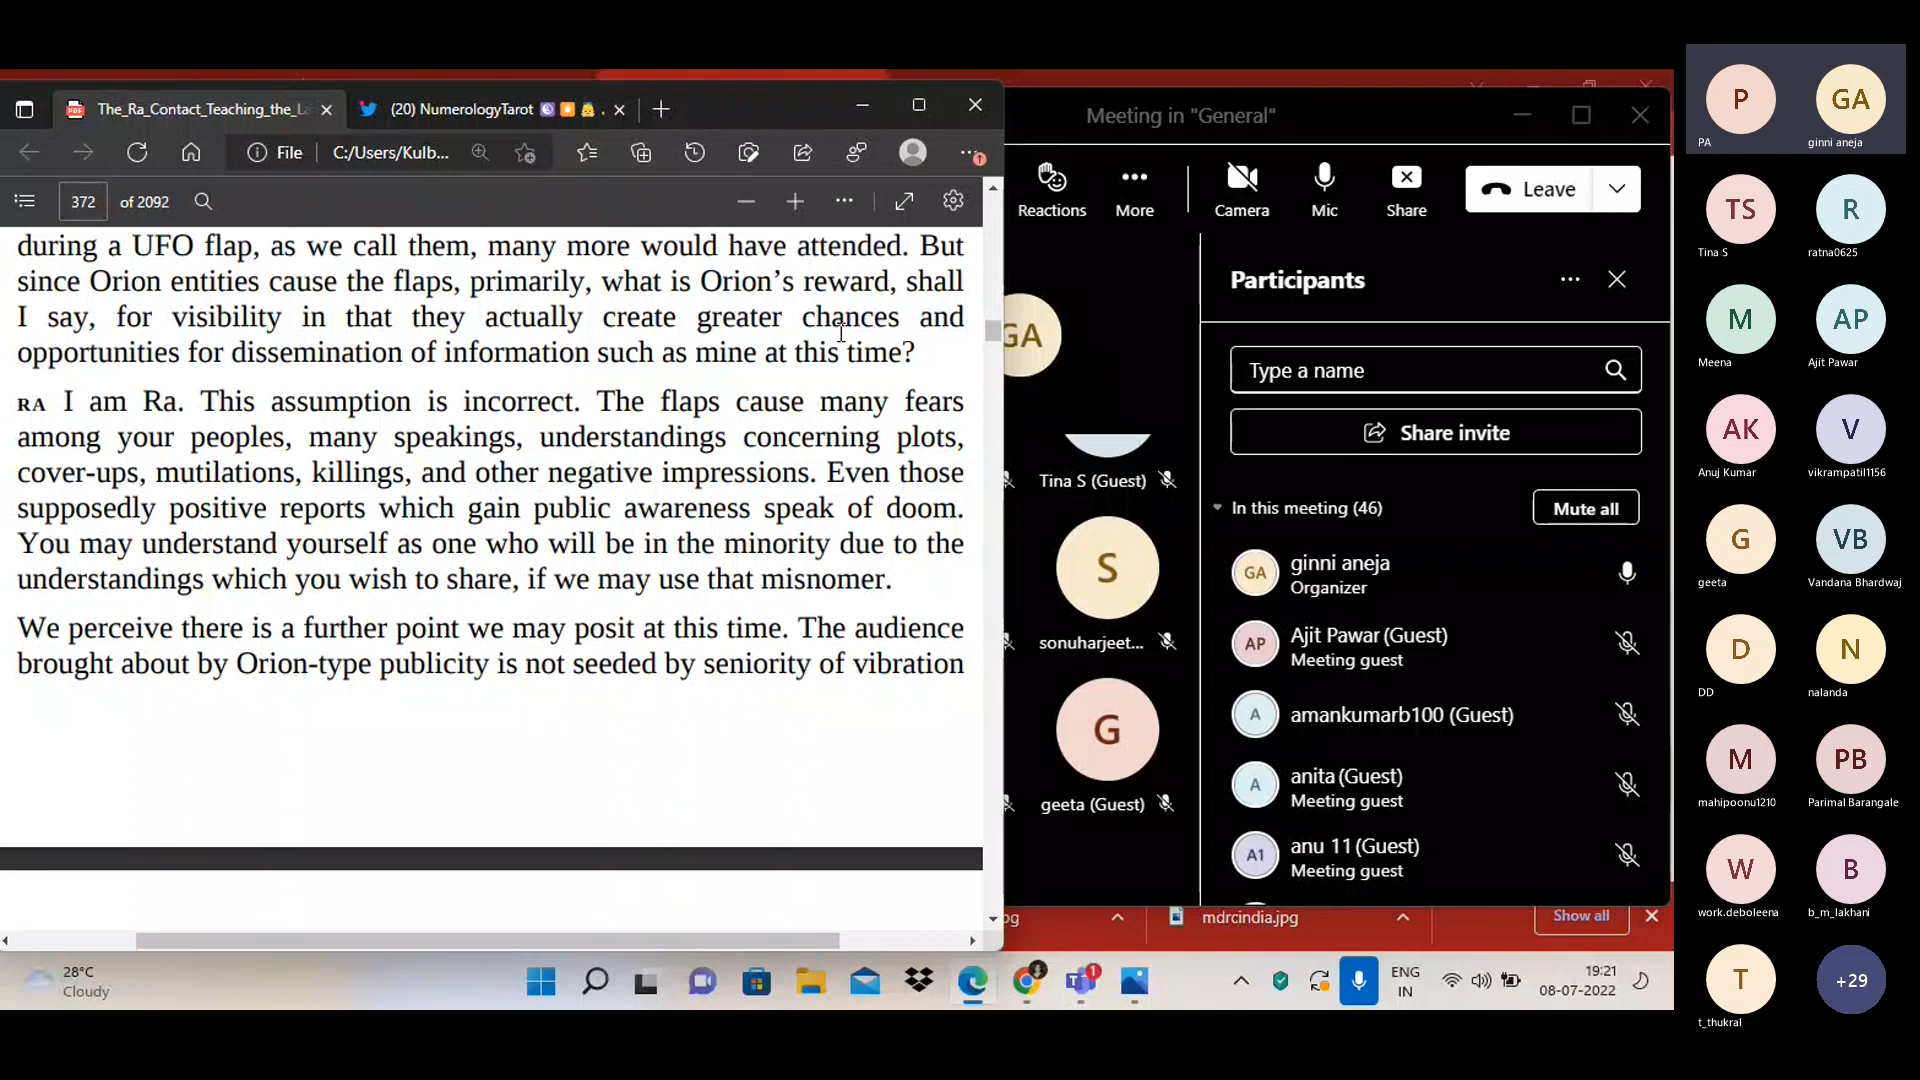 The_Ra_Contact_Teaching_the_La
(20) NumerologyTarot
File
C:/Users/Kulb...
372
of 2092
during a UFO flap, as we call them, many more would have attended. But
since Orion entities cause the flaps, primarily, what is Orion’s reward, shall
I say, for visibility in that they actually create greater chances and
opportunities for dissemination of information such as mine at this time?
RA I am Ra. This assumption is incorrect. The flaps cause many fears
among your peoples, many speakings, understandings concerning plots,
cover-ups, mutilations, killings, and other negative impressions. Even those
supposedly positive reports which gain public awareness speak of doom.
You may understand yourself as one who will be in the minority due to the
understandings which you wish to share, if we may use that misnomer.
We perceive there is a further point we may posit at this time. The audience
brought about by Orion-type publicity is not seeded by seniority of vibration
Meeting in "General"
Reactions
More
Camera
Mic
Share
Leave
GA
Tina S (Guest)
S
sonuharjeet...
G
geeta (Guest)
Participants
Type a name
Share invite
In this meeting (46)
Mute all
GA
ginni aneja
Organizer
AP
Ajit Pawar (Guest)
Meeting guest
A
amankumarb100 (Guest)
A
anita (Guest)
Meeting guest
A1
anu 11 (Guest)
Meeting guest
mdrcindia.jpg
Show all
28°C
Cloudy
1
ENG
IN
19:21
08-07-2022
P
PA
GA
ginni aneja
TS
Tina S
R
ratna0625
M
Meena
AP
Ajit Pawar
AK
Anuj Kumar
V
vikrampatil1156
G
geeta
VB
Vandana Bhardwaj
D
DD
N
nalanda
M
mahipoonu1210
PB
Parimal Barangale
W
work.deboleena
B
b_m_lakhani
T
t_thukral
+29